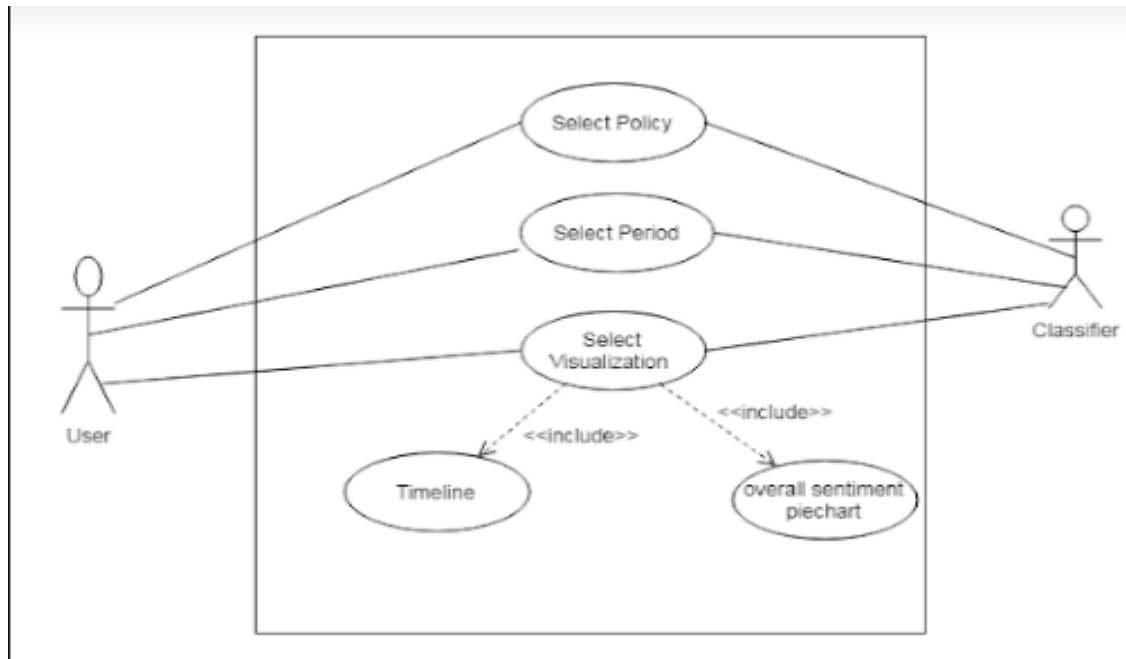 Select Policy
Select Period
Select
Visualization
User
Classifier
<<include>>
<<include>>
Timeline
overall sentiment
piechart